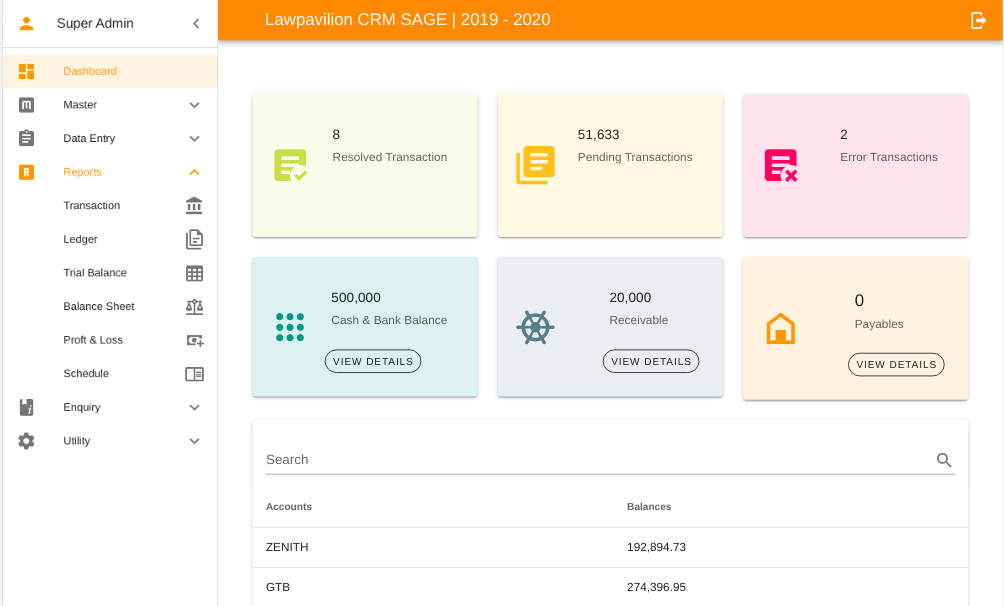 Super Admin
Lawpavilion CRM SAGE | 2019 - 2020
Dashboard
Master
Data Entry
Reports
Transaction
Ledger
Trial Balance
Balance Sheet
Proft & Loss
Schedule
Enquiry
Utility
8
Resolved Transaction
51,633
Pending Transactions
2
Error Transactions
500,000
Cash & Bank Balance
VIEW DETAILS
20,000
Receivable
VIEW DETAILS
0
Payables
VIEW DETAILS
Search
Accounts Balances
ZENITH 192,894.73
GTB 274,396.95